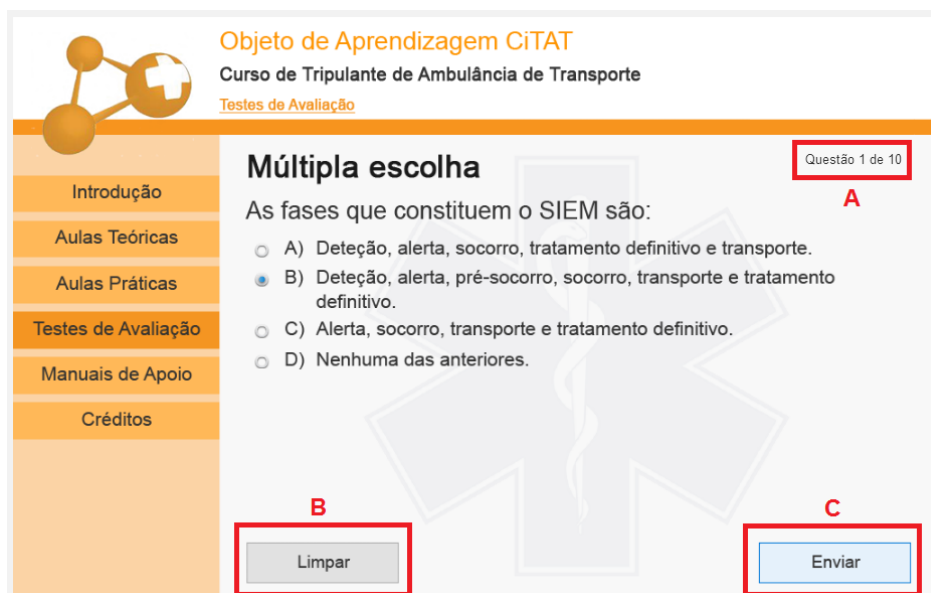 Objeto de Aprendizagem CiTAT
Curso de Tripulante de Ambulância de Transporte
Testes de Avaliação
Introdução
Aulas Teóricas
Aulas Práticas
Testes de Avaliação
Manuais de Apoio
Créditos
Múltipla escolha
Questão 1 de 10
A
As fases que constituem o SIEM são:
A) Deteção, alerta, socorro, tratamento definitivo e transporte.
B) Deteção, alerta, pré-socorro, socorro, transporte e tratamento
definitivo.
C) Alerta, socorro, transporte e tratamento definitivo.
D) Nenhuma das anteriores.
B
Limpar
C
Enviar